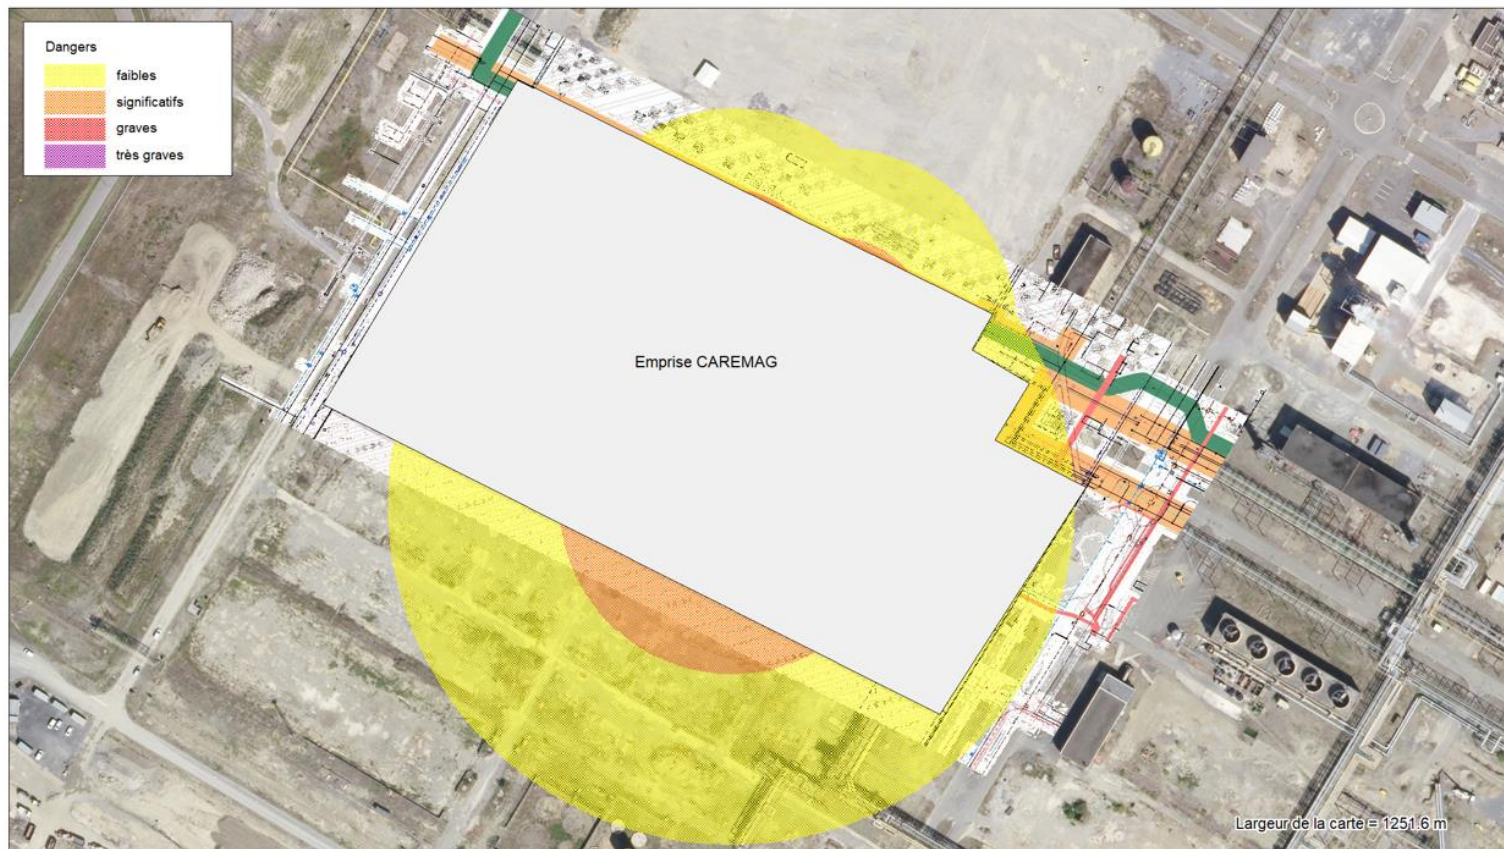 Dangers
faibles
significatifs
graves
très graves
Emprise CAREMAG
Largeur de la carte = 1251.6 m